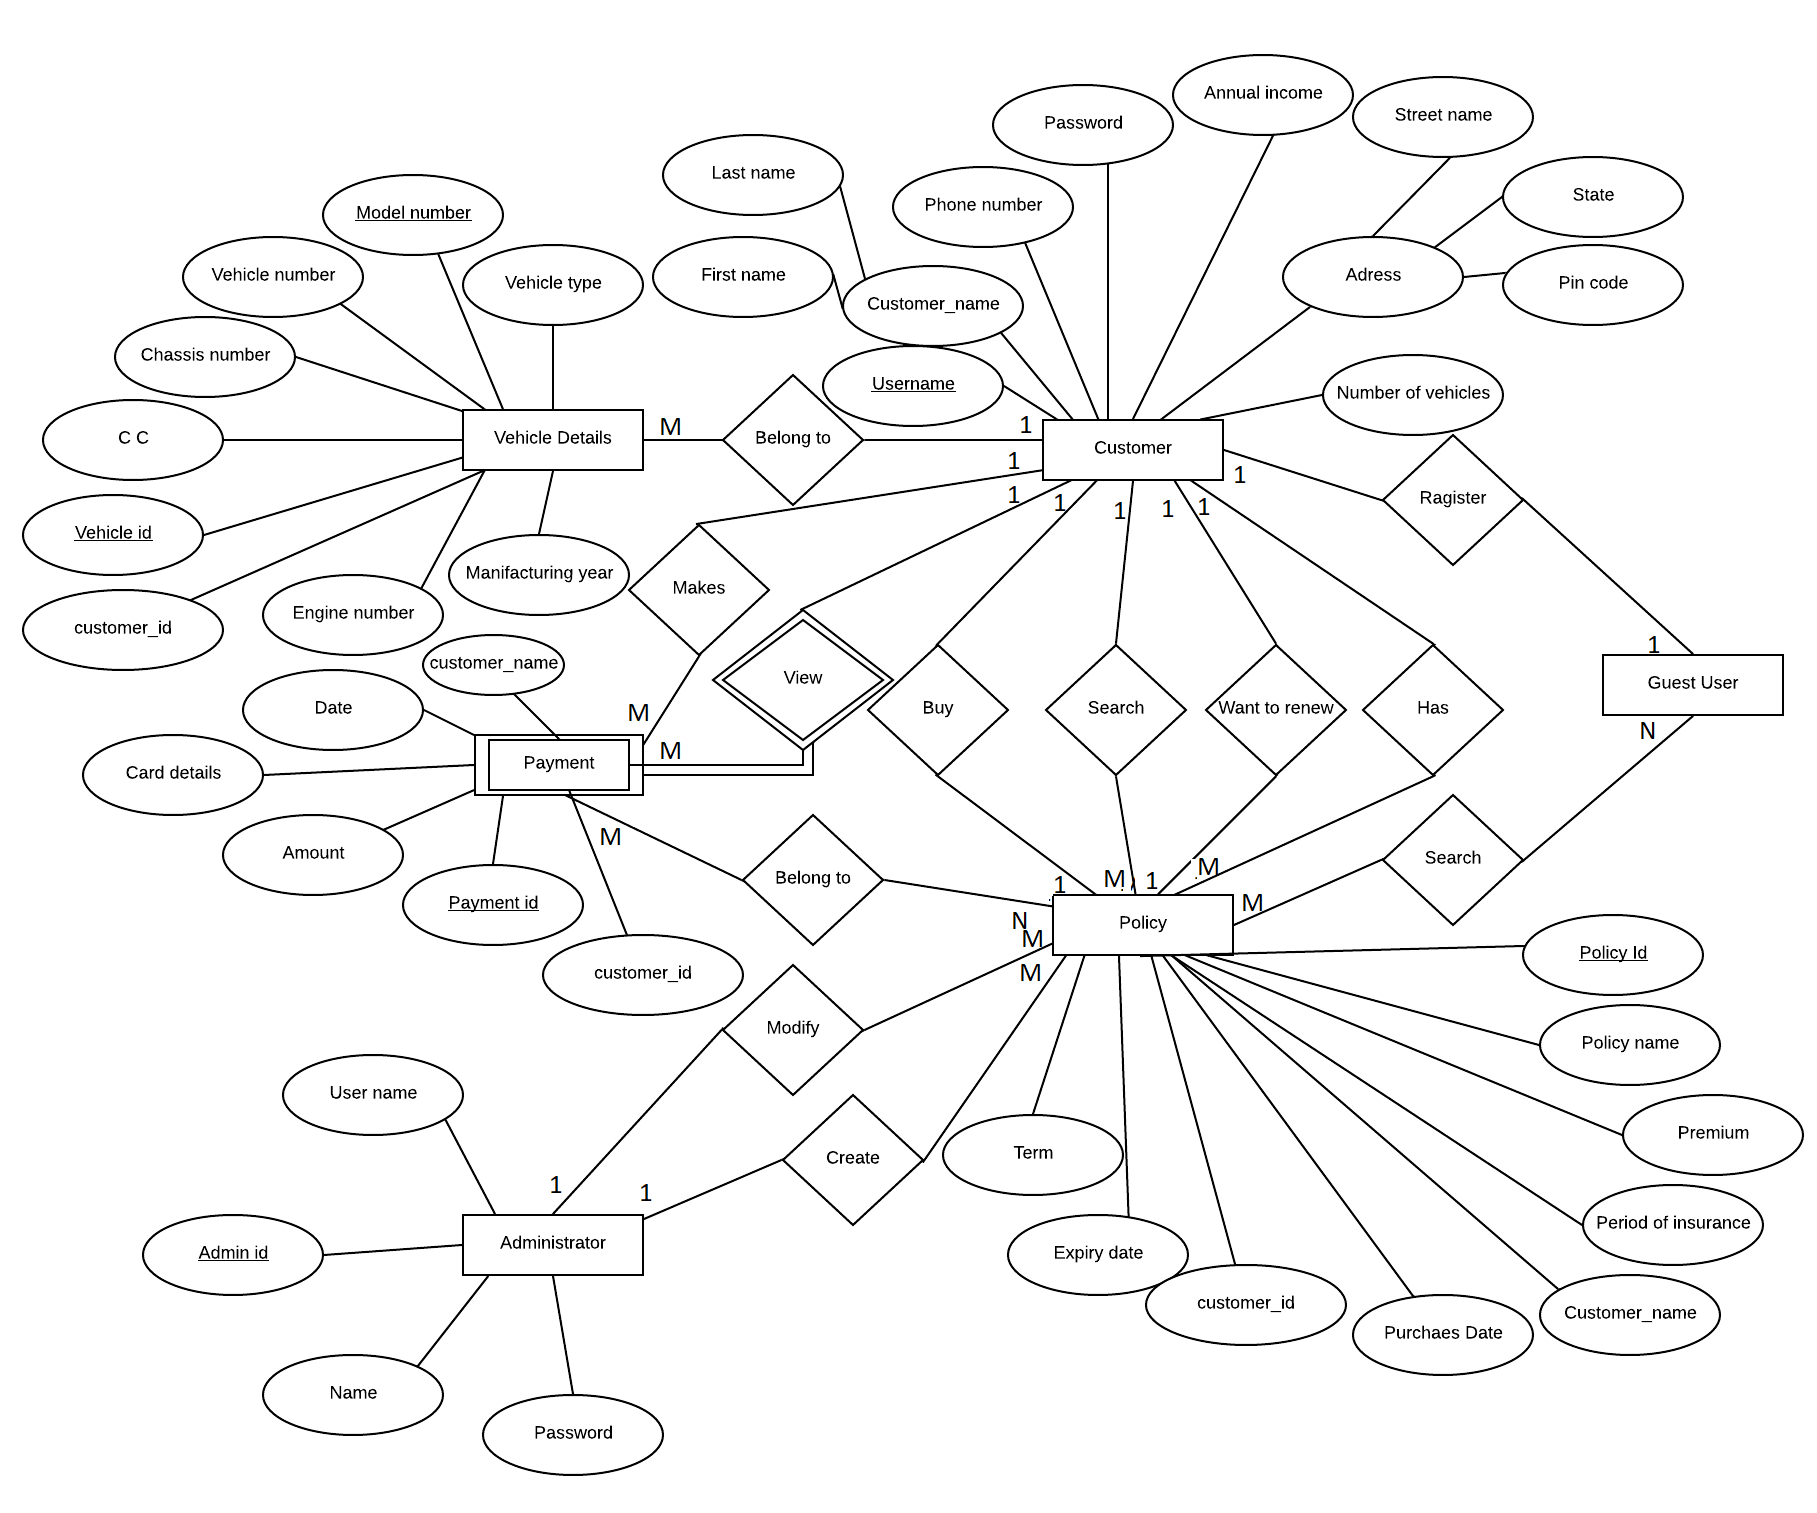 Annual income
Password
Street name
Last name
State
Phone number
Model number
Vehicle number
Vehicle type
First name
Adress
Pin code
Customer_name
Chassis number
Username
Number of vehicles
C C
Vehicle Details
M
Belong to
1
Customer
1
1
1
1
1
1
1
Ragister
Vehicle id
Manifacturing year
Makes
Engine number
customer_id
1
customer_name
View
Guest User
Date
M
Buy
Search
Want to renew
Has
N
M
Payment
Card details
M
Amount
Belong to
Search
M
1
M
1
Payment id
M
N
Policy
M
Policy Id
customer_id
M
Modify
Policy name
User name
Premium
Term
Create
1
1
Period of insurance
Admin id
Administrator
Expiry date
customer_id
Customer_name
Purchaes Date
Name
Password